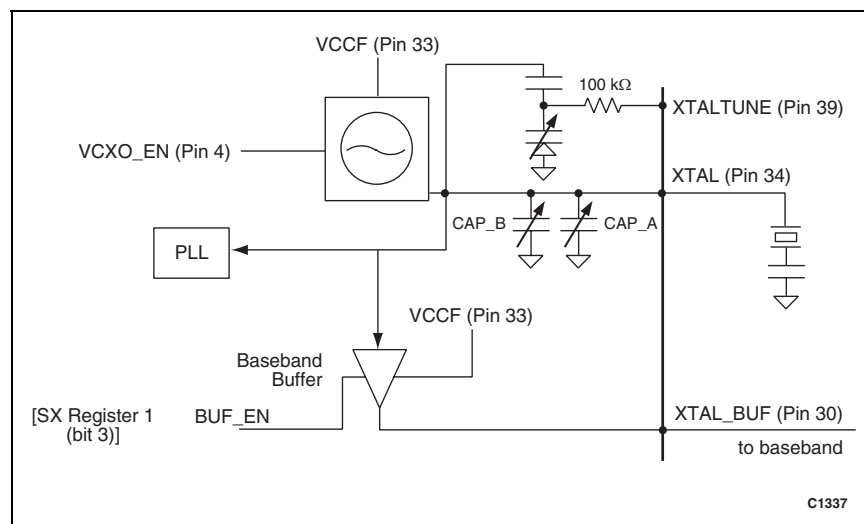 VCCF (Pin 33)
100 kΩ
XTALTUNE (Pin 39)
VCXO_EN (Pin 4)
XTAL (Pin 34)
CAP_B
CAP_A
PLL
VCCF (Pin 33)
Baseband
Buffer
[SX Register 1
(bit 3)]
BUF_EN
XTAL_BUF (Pin 30)
to baseband
C1337